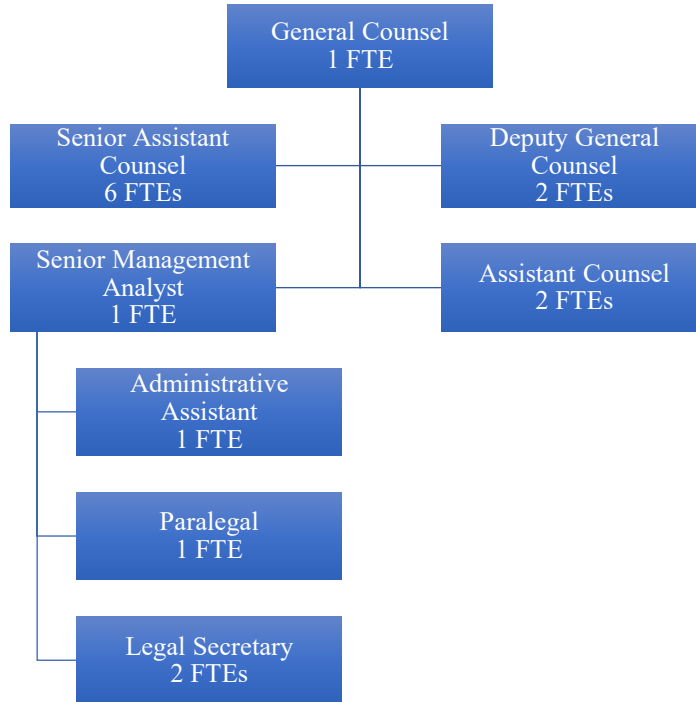 General Counsel
1 FTE
Senior Assistant
Counsel
6 FTEs
Deputy General
Counsel
2 FTEs
Senior Management
Analyst
1 FTE
Assistant Counsel
2 FTEs
Administrative
Assistant
1 FTE
Paralegal
1 FTE
Legal Secretary
2 FTEs